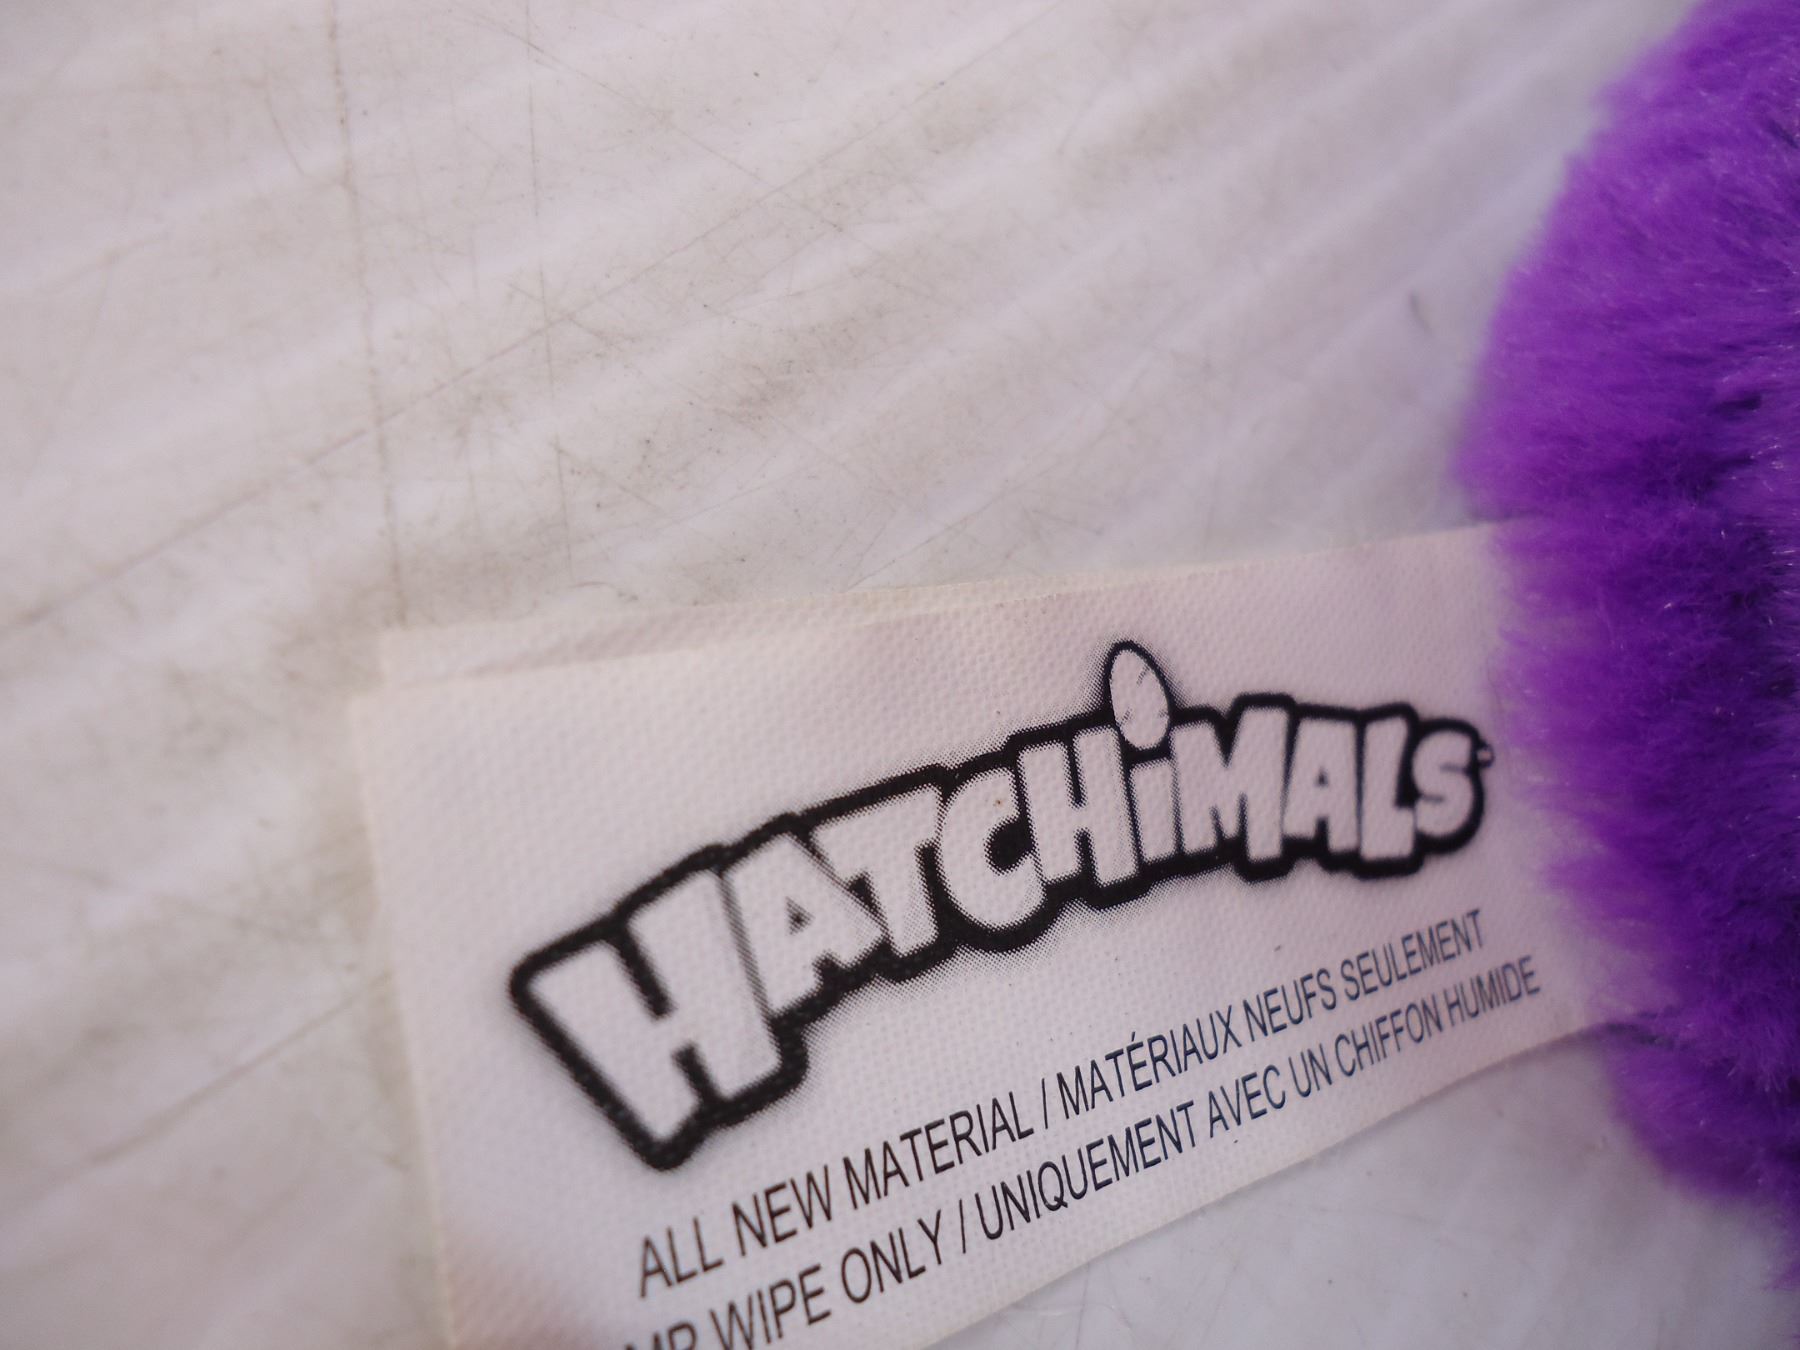 HATCHiMALS
ALL NEW MATERIAL / MATÉRIAUX NEUFS SEULEMENT
WIPE ONLY / UNIQUEMENT AVEC UN CHIFFON HUMIDE